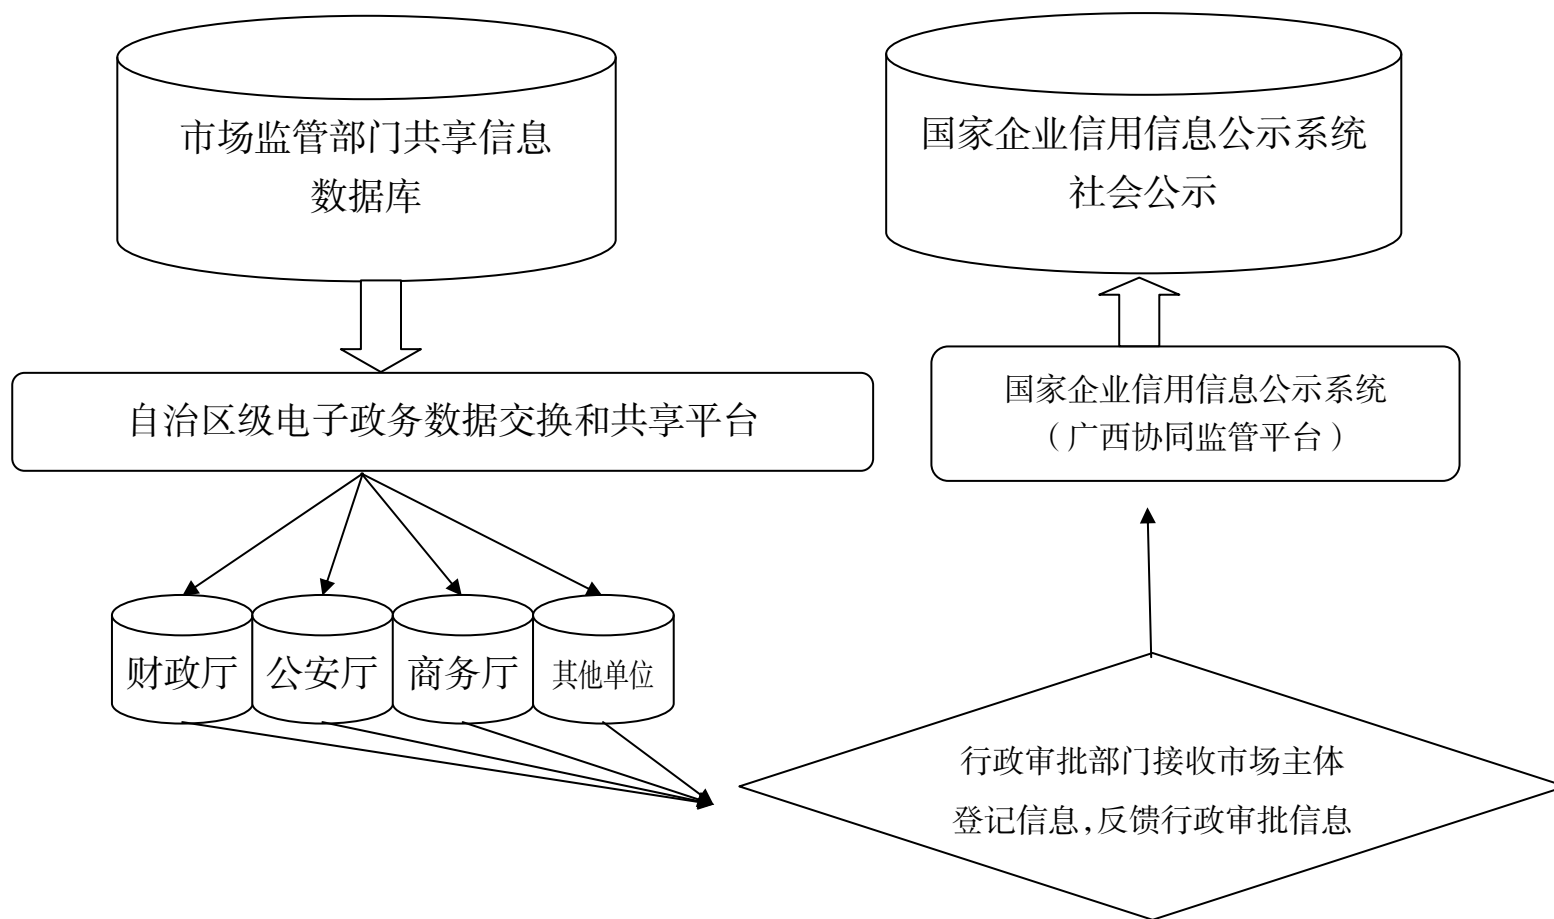 市场监管部门共享信息
数据库
国家企业信用信息公示系统
社会公示
自治区级电子政务数据交换和共享平台
国家企业信用信息公示系统
（广西协同监管平台）
财政厅
公安厅
商务厅
其他单位
行政审批部门接收市场主体
登记信息，反馈行政审批信息